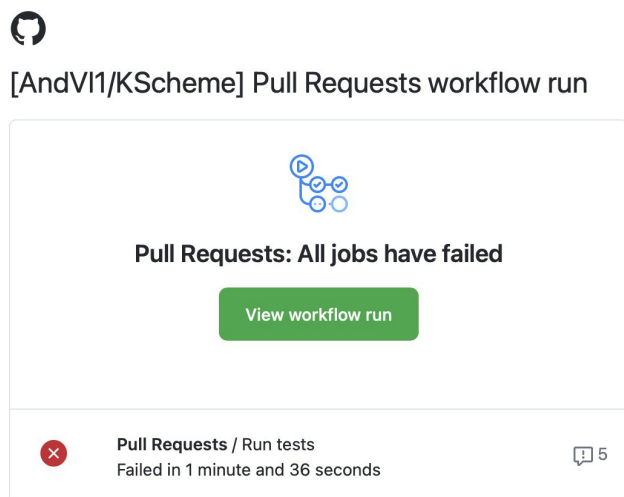 [AndVl1/KScheme] Pull Requests workflow run
Pull Requests: All jobs have failed
View workflow run
Pull Requests / Run tests
Failed in 1 minute and 36 seconds
5